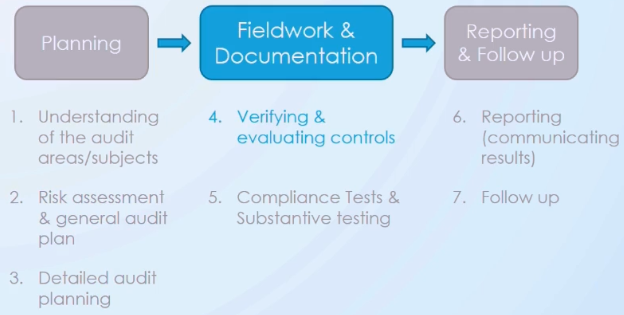 Planning
Fieldwork &
Documentation
Reporting
& Follow up
1. Understanding
of the audit
areas/subjects
2. Risk assessment
& general audit
plan
3. Detailed audit
planning
4. Verifying &
evaluating controls
5. Compliance Tests &
Substantive testing
6. Reporting
(communicating
results)
7. Follow up